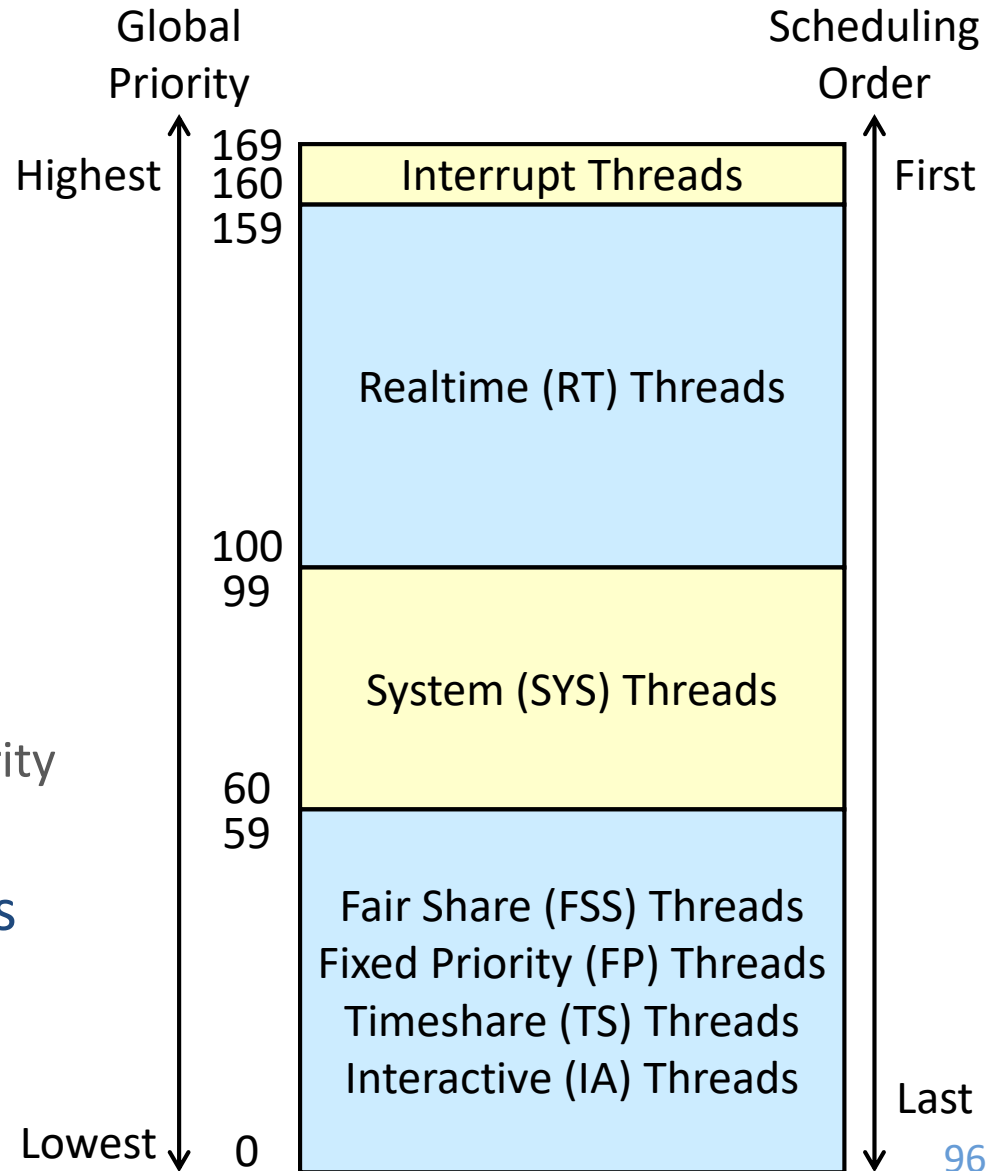 Global
Priority
Scheduling
Order
Highest
169
160
159
Interrupt Threads
First
Realtime (RT) Threads
100
99
System (SYS) Threads
60
59
Fair Share (FSS) Threads
Fixed Priority (FP) Threads
Timeshare (TS) Threads
Interactive (IA) Threads
Last
Lowest
0
96